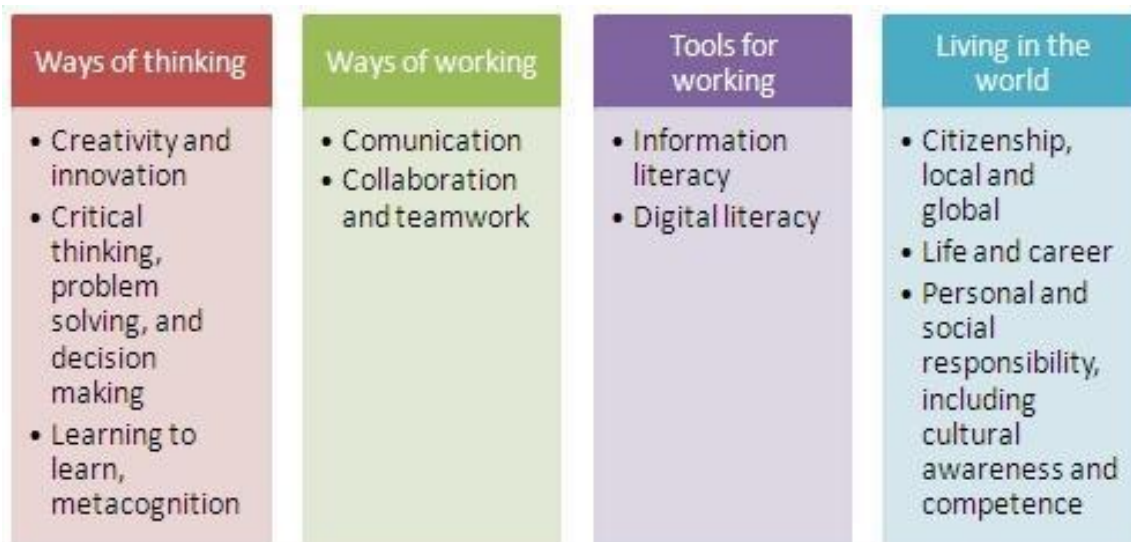 Ways of thinking
• Creativity and
innovation
• Critical
thinking,
problem
solving, and
decision
making
• Learning to
learn,
metacognition
Ways of working
• Comunication
• Collaboration
and teamwork
Tools for
working
• Information
literacy
• Digital literacy
Living in the
world
• Citizenship,
local and
global
• Life and career
• Personal and
social
responsibility,
including
cultural
awareness and
competence